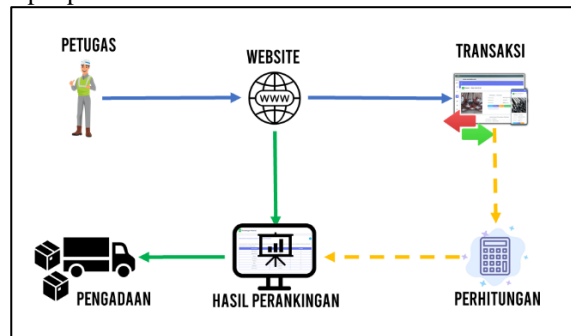 PETUGAS
WEBSITE
TRANSAKSI
WWW
PENGADAAN
HASIL PERANKINGAN
PERHITUNGAN